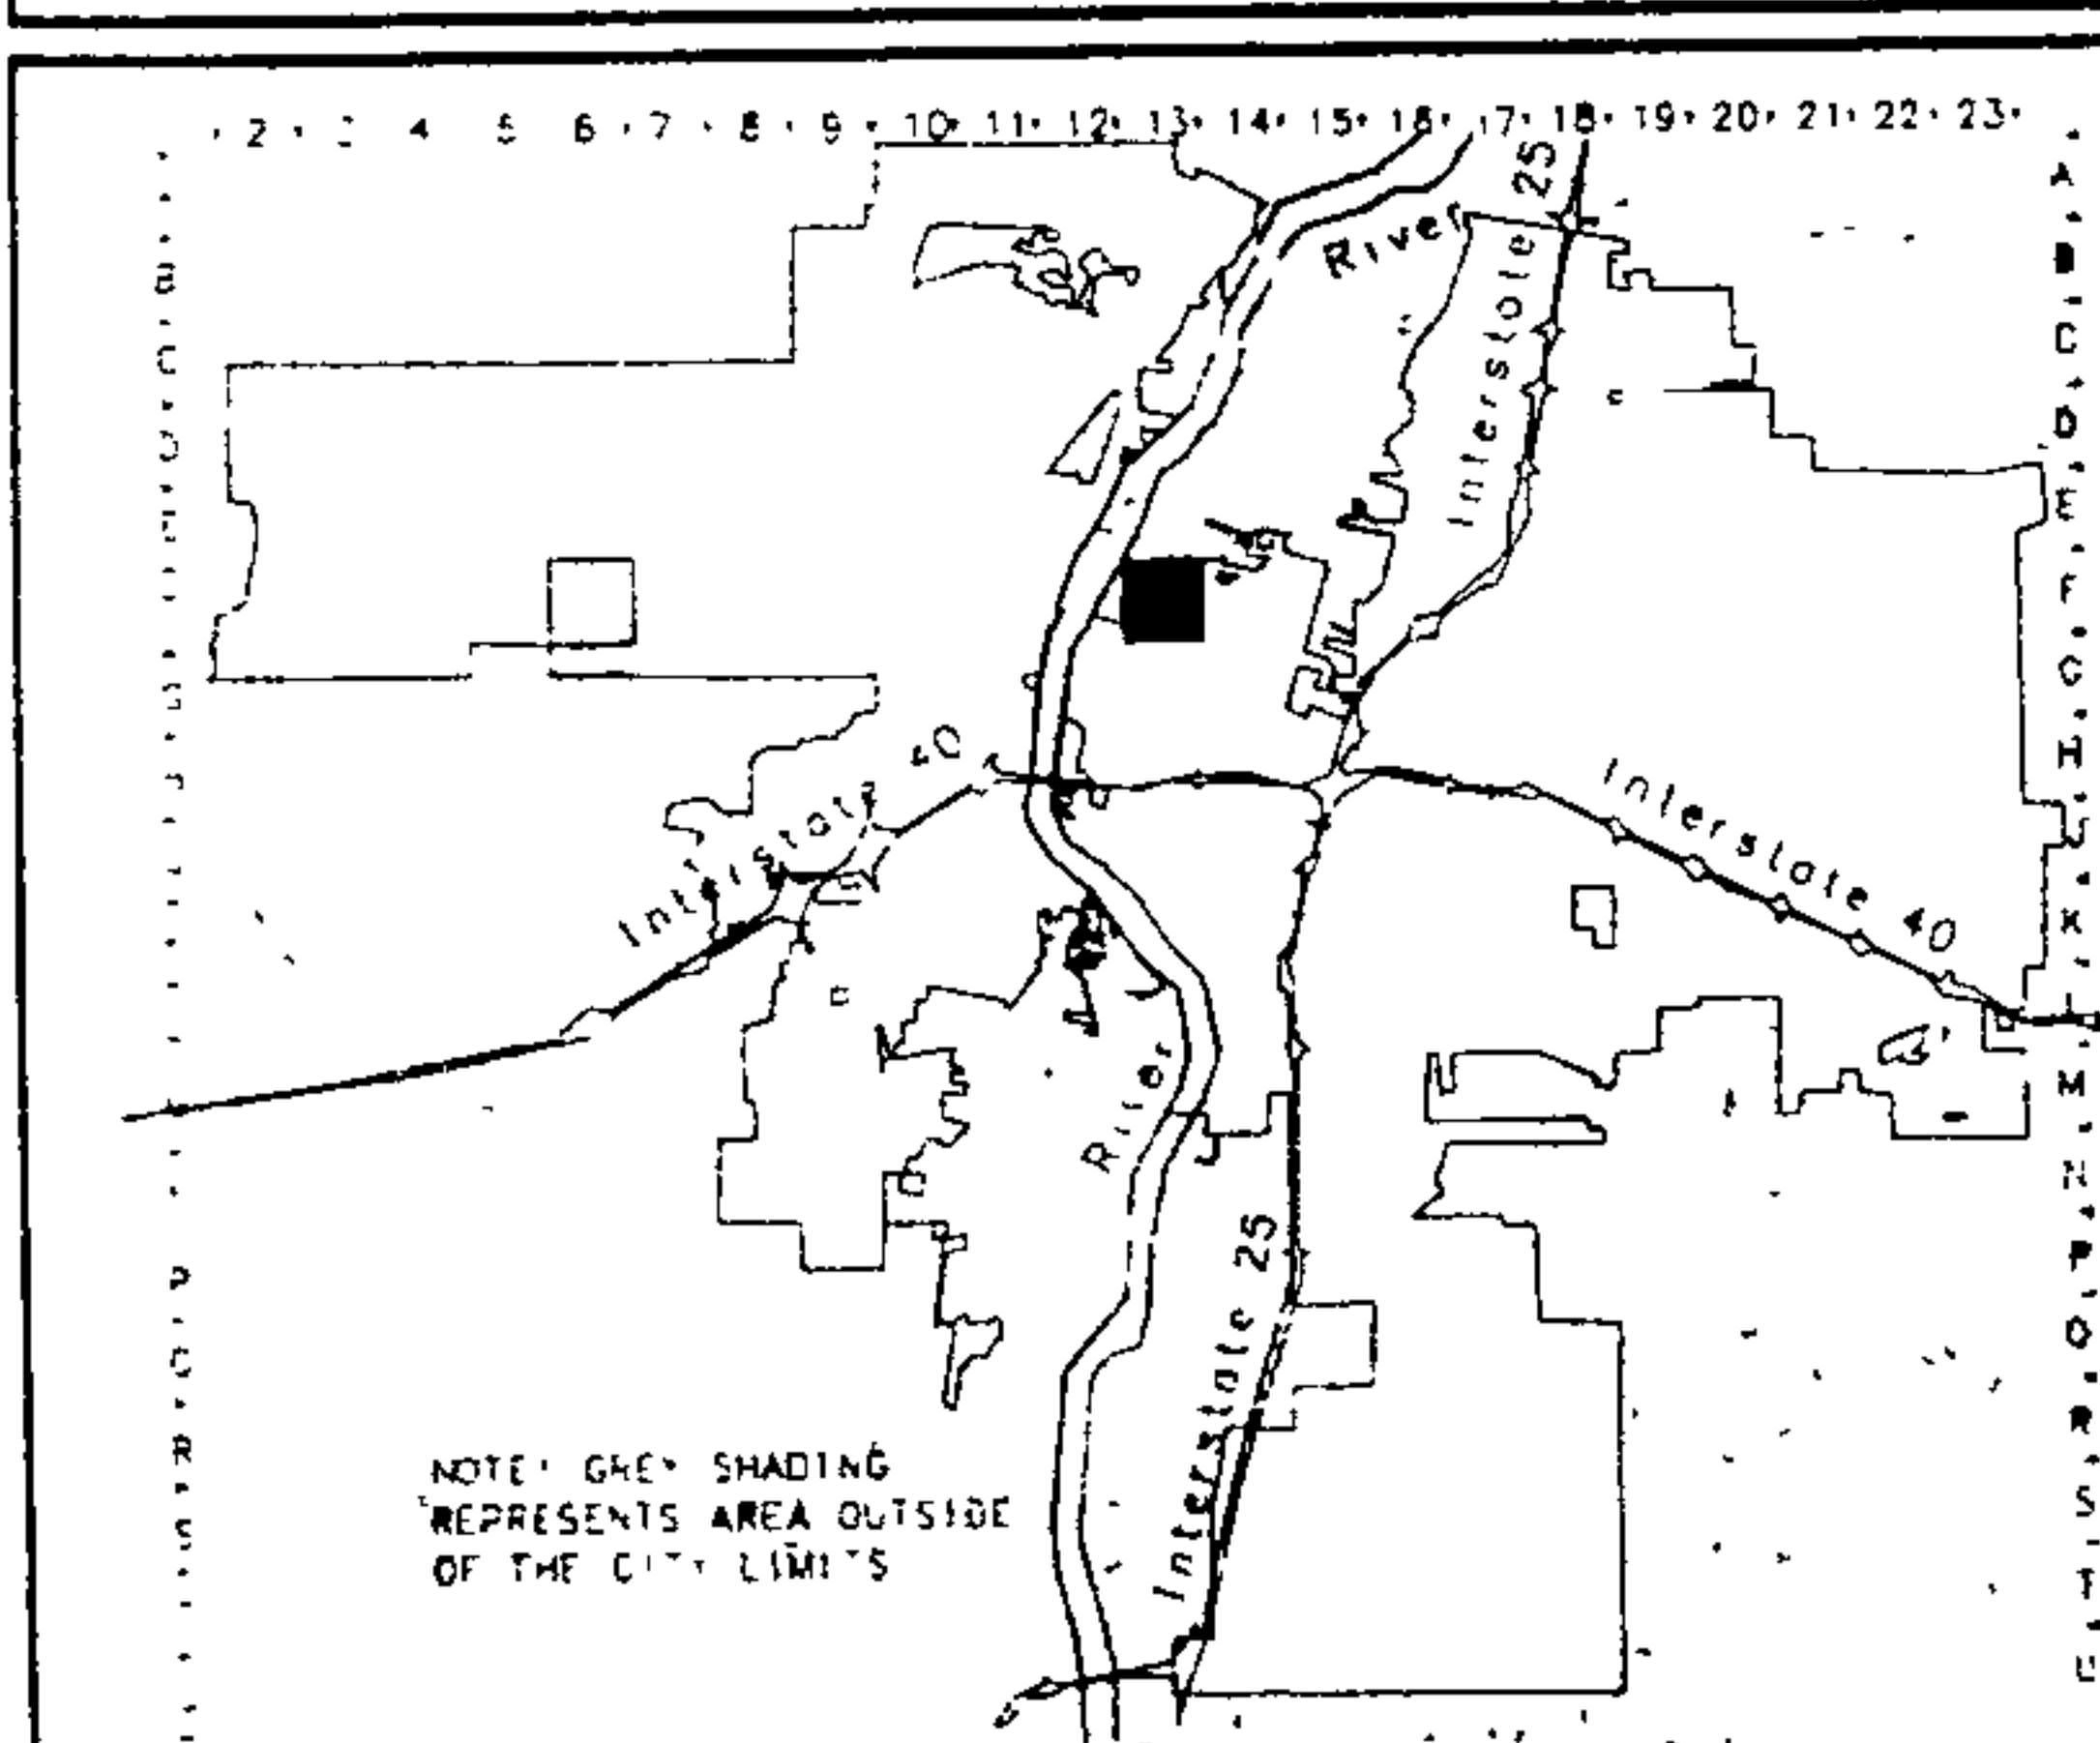 2 4 5 6 7 8 9 10 11 12 13 14 15 16 17 18 19 20 21 22 23
A
B
C
D
E
F
G
H
J
K
L
M
N
P
Q
R
S
T
U
River
Interstate 25
Interstate 40
Interstate 40
River
Interstate 25
NOTE: GREY SHADING
REPRESENTS AREA OUTSIDE
OF THE CITY LIMITS